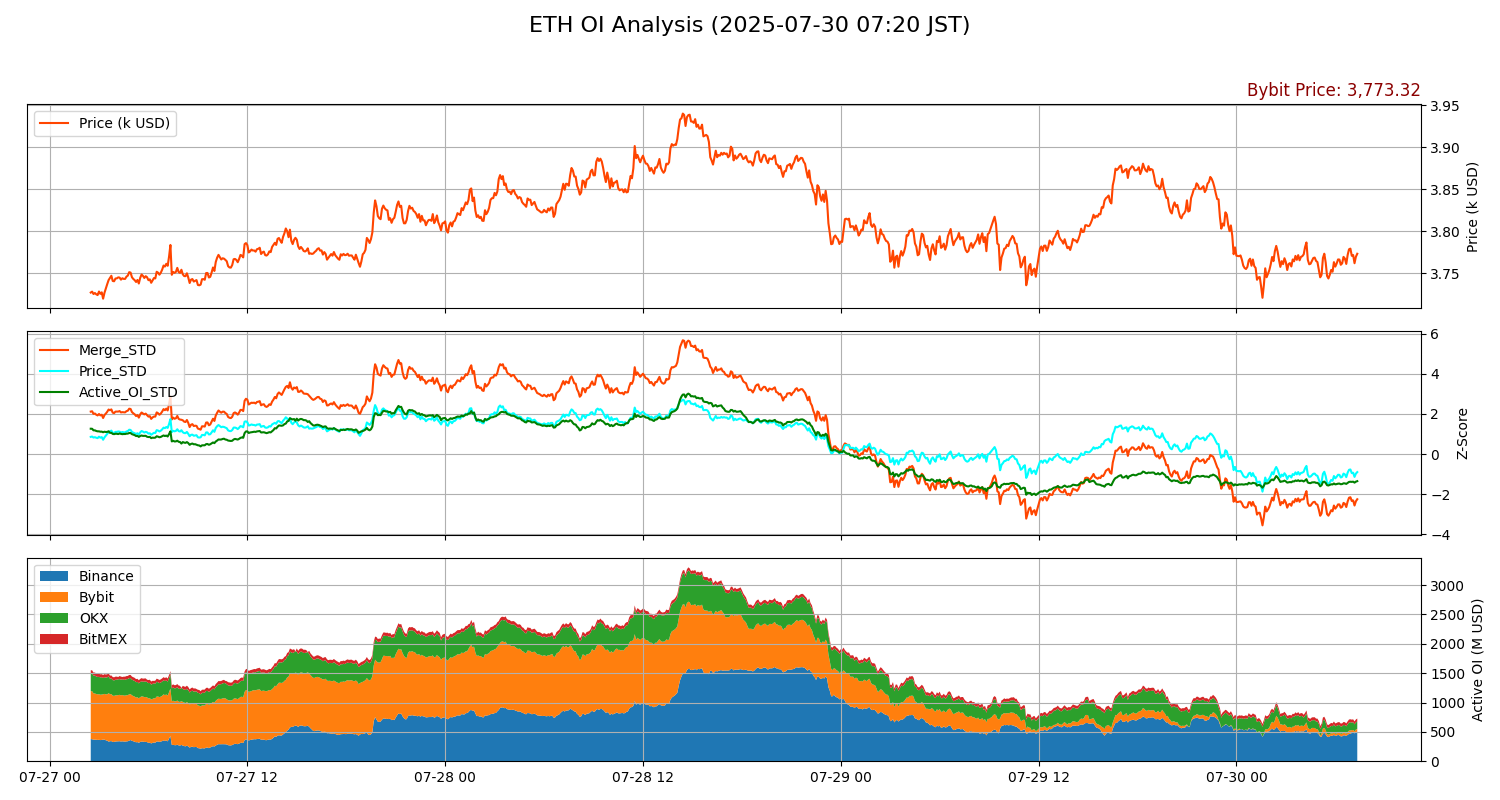 ETH OI Analysis (2025-07-30 07:20 JST)
Bybit Price: 3,773.32
Price (k USD)
3.95
3.90
3.85
3.80
3.75
Price (k USD)
Merge_STD
Price_STD
Active_OI_STD
6
4
2
0
−2
−4
Z-Score
Binance
Bybit
OKX
BitMEX
3000
2500
2000
1500
1000
500
0
Active OI (M USD)
07-27 00
07-27 12
07-28 00
07-28 12
07-29 00
07-29 12
07-30 00